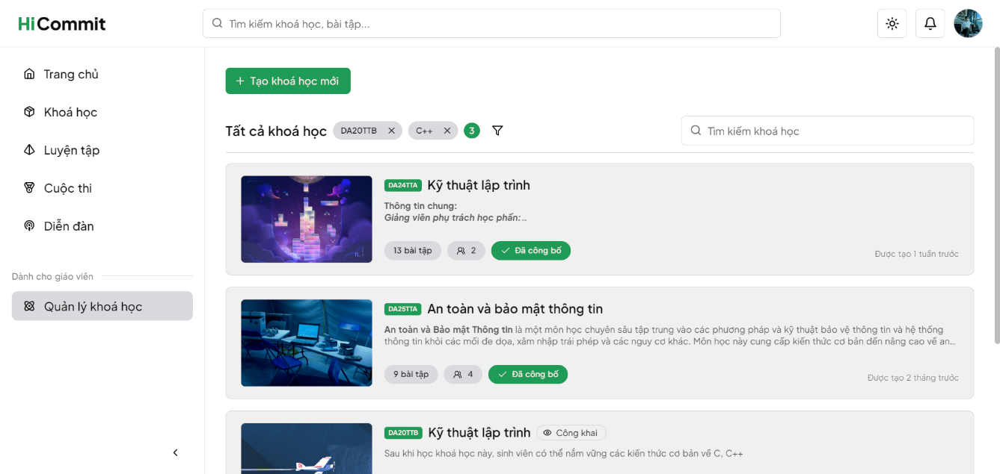 HiCommit
Tìm kiếm khoá học, bài tập...
Trang chủ
Khoá học
Luyện tập
Cuộc thi
Diễn đàn
Dành cho giáo viên
Quản lý khoá học
Tạo khoá học mới
Tất cả khoá học DA20TTB C++ 3
Tìm kiếm khoá học
DA24TTA Kỹ thuật lập trình
Thông tin chung:
Giảng viên phụ trách học phần:...
13 bài tập 2 Đã công bố
Được tạo 1 tuần trước
DA25TTA An toàn và bảo mật thông tin
An toàn và Bảo mật Thông tin là một môn học chuyên sâu tập trung vào các phương pháp và kỹ thuật bảo vệ thông tin và hệ thống
thông tin khỏi các mối đe dọa, xâm nhập trái phép và các nguy cơ khác. Môn học này cung cấp kiến thức cơ bản đến nâng cao về an...
9 bài tập 4 Đã công bố
Được tạo 2 tháng trước
DA20TTB Kỹ thuật lập trình Công khai
Sau khi học khoá học này, sinh viên có thể nắm vững các kiến thức cơ bản về C, C++